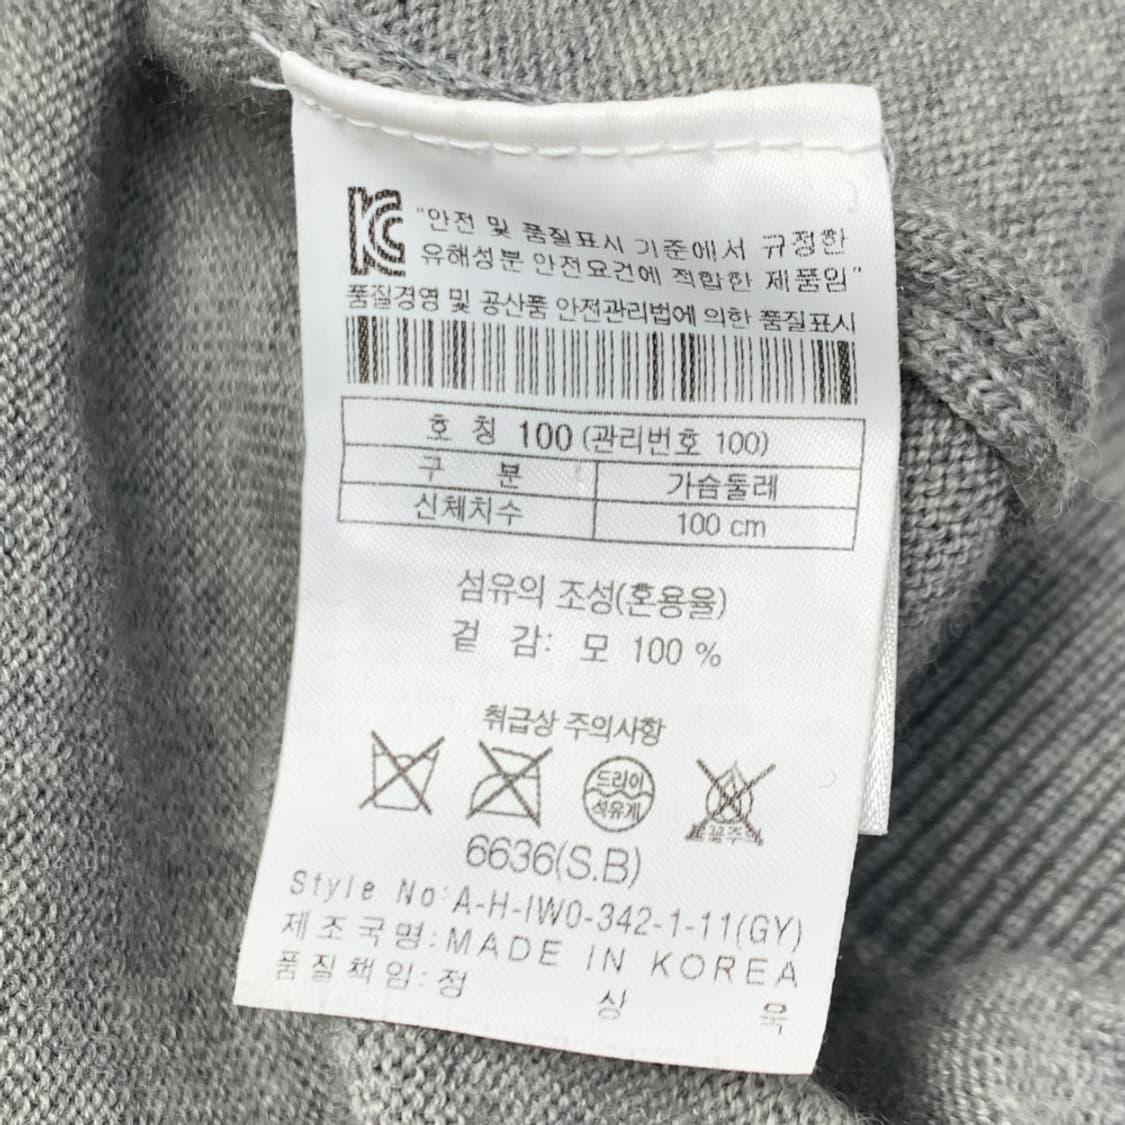 KC "안전 및 품질표시 기준에서 규정한
유해성분 안전요건에 적합한 제품임"
품질경영 및 공산품 안전관리법에 의한 품질표시
호 칭 100 (관리번호 100)
구 분 가슴둘레
신체치수 100 cm
섬유의 조성(혼용율)
겉 감: 모 100 %
취급상 주의사항
드라이
석유계
불꽃주의
6636(S.B)
Style No:A-H-IW0-342-1-11(GY)
제조국명:MADE IN KOREA
품질책임:정 상 욱